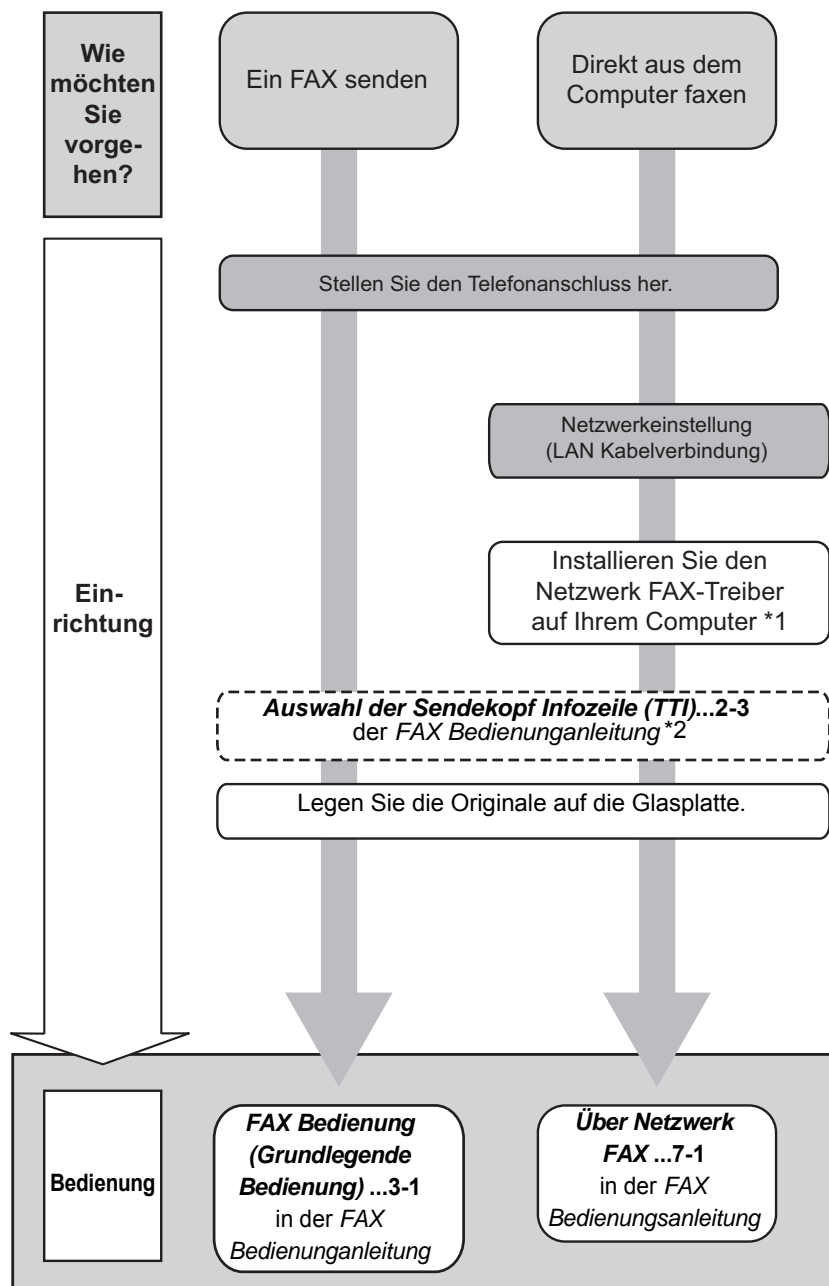 Wie
möchten
Sie
vorge-
hen?
Ein FAX senden
Direkt aus dem
Computer faxen
Stellen Sie den Telefonanschluss her.
Netzwerkeinstellung
(LAN Kabelverbindung)
Installieren Sie den
Netzwerk FAX-Treiber
auf Ihrem Computer *1
Ein-
richtung
Auswahl der Sendekopf Infozeile (TTI)...2-3
der FAX Bedienunganleitung *2
Legen Sie die Originale auf die Glasplatte.
Bedienung
FAX Bedienung
(Grundlegende
Bedienung) ...3-1
in der FAX
Bedienunganleitung
Über Netzwerk
FAX ...7-1
in der FAX
Bedienungsanleitung